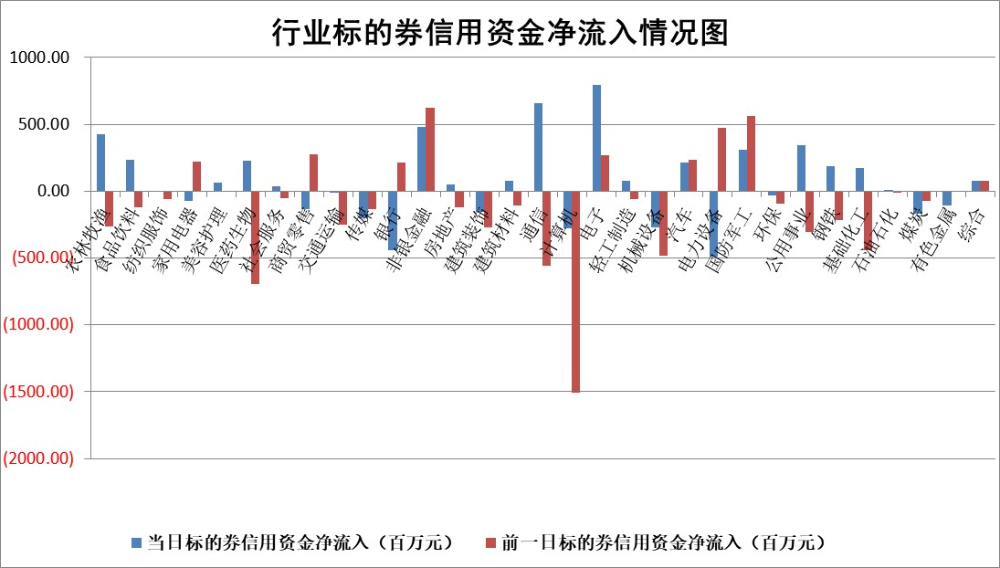 行业标的券信用资金净流入情况图
1000.00
500.00
0.00
(500.00)
(1000.00)
(1500.00)
(2000.00)
农林牧渔
食品饮料
纺织服饰
家用电器
美容护理
医药生物
社会服务
商贸零售
交通运输
传媒
银行
非银金融
房地产
建筑装饰
建筑材料
通信
计算机
电子
轻工制造
机械设备
汽车
电力设备
国防军工
环保
公用事业
钢铁
基础化工
石油石化
煤炭
有色金属
综合
当日标的券信用资金净流入（百万元）
前一日标的券信用资金净流入（百万元）